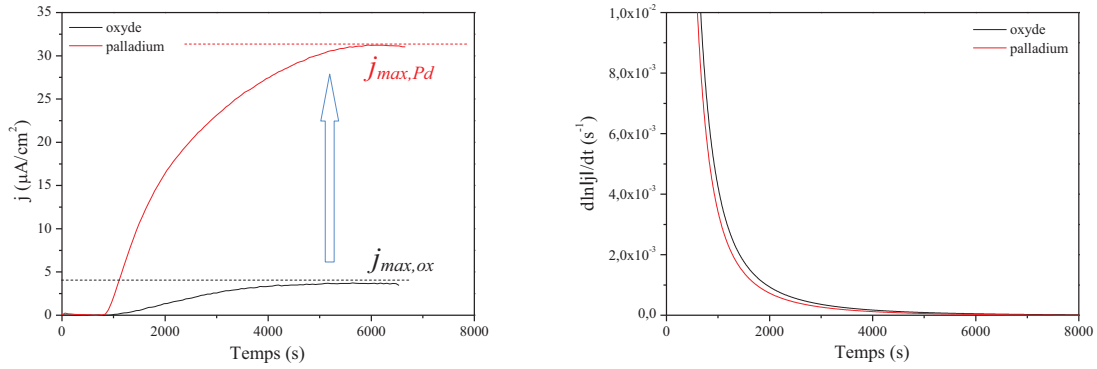 35
30
25
20
15
10
5
0
j (µA/cm²)
oxyde
palladium
j max,Pd
j max,ox
0 2000 4000 6000 8000
Temps (s)
1,0x10⁻²
8,0x10⁻³
6,0x10⁻³
4,0x10⁻³
2,0x10⁻³
0,0
dln|j|/dt (s⁻¹)
oxyde
palladium
0 2000 4000 6000 8000
Temps (s)